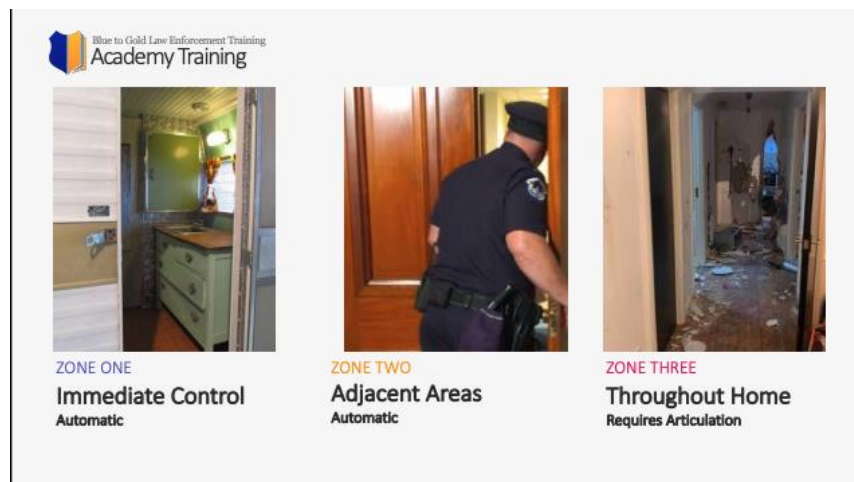 Blue to Gold Law Enforcement Training
Academy Training
ZONE ONE
Immediate Control
Automatic
ZONE TWO
Adjacent Areas
Automatic
ZONE THREE
Throughout Home
Requires Articulation